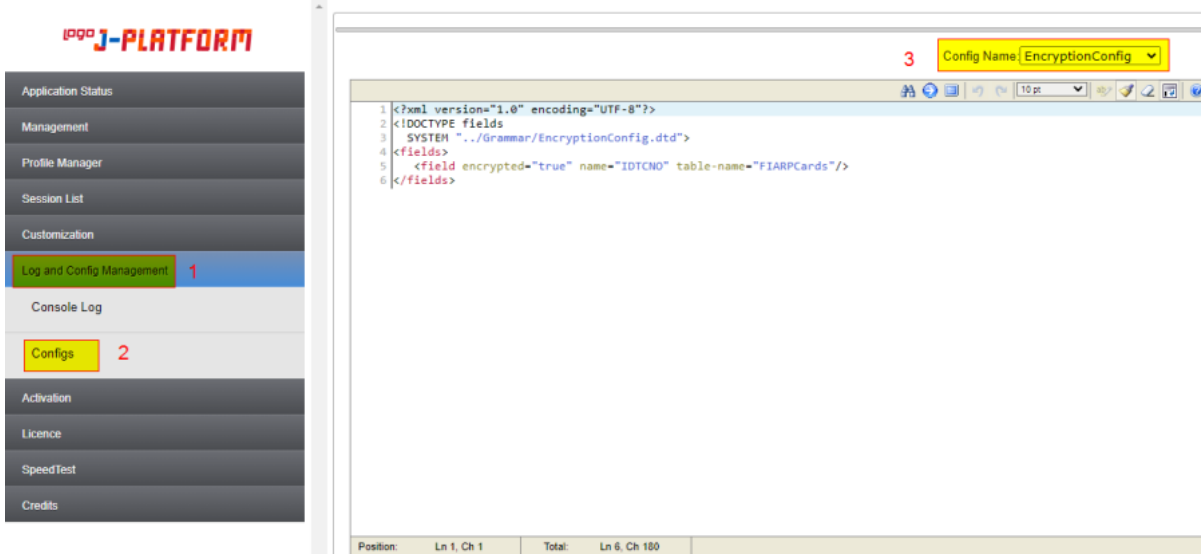 logo J-PLATFORM
Application Status
Management
Profile Manager
Session List
Customization
Log and Config Management 1
Console Log
Configs 2
Activation
Licence
SpeedTest
Credits
3 Config Name: EncryptionConfig
10 pt
1 <?xml version="1.0" encoding="UTF-8"?>
2 <!DOCTYPE fields
3 SYSTEM "../Grammar/EncryptionConfig.dtd">
4 <fields>
5 <field encrypted="true" name="IDTCNO" table-name="FIARPCards"/>
6 </fields>
Position: Ln 1, Ch 1 Total: Ln 6, Ch 180